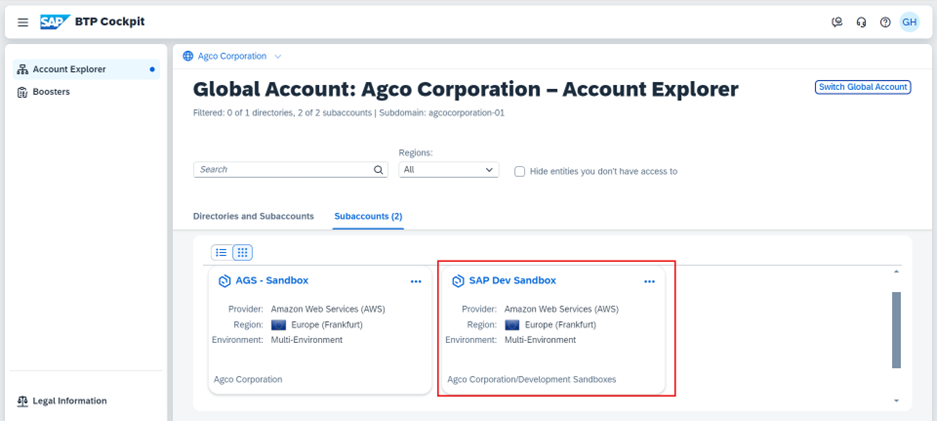 SAP BTP Cockpit
GH
Account Explorer
Boosters
Legal Information
Agco Corporation
Global Account: Agco Corporation – Account Explorer
Switch Global Account
Filtered: 0 of 1 directories, 2 of 2 subaccounts | Subdomain: agcocorporation-01
Regions:
Search
All
Hide entities you don't have access to
Directories and Subaccounts
Subaccounts (2)
AGS - Sandbox
Provider: Amazon Web Services (AWS)
Region: Europe (Frankfurt)
Environment: Multi-Environment
Agco Corporation
SAP Dev Sandbox
Provider: Amazon Web Services (AWS)
Region: Europe (Frankfurt)
Environment: Multi-Environment
Agco Corporation/Development Sandboxes